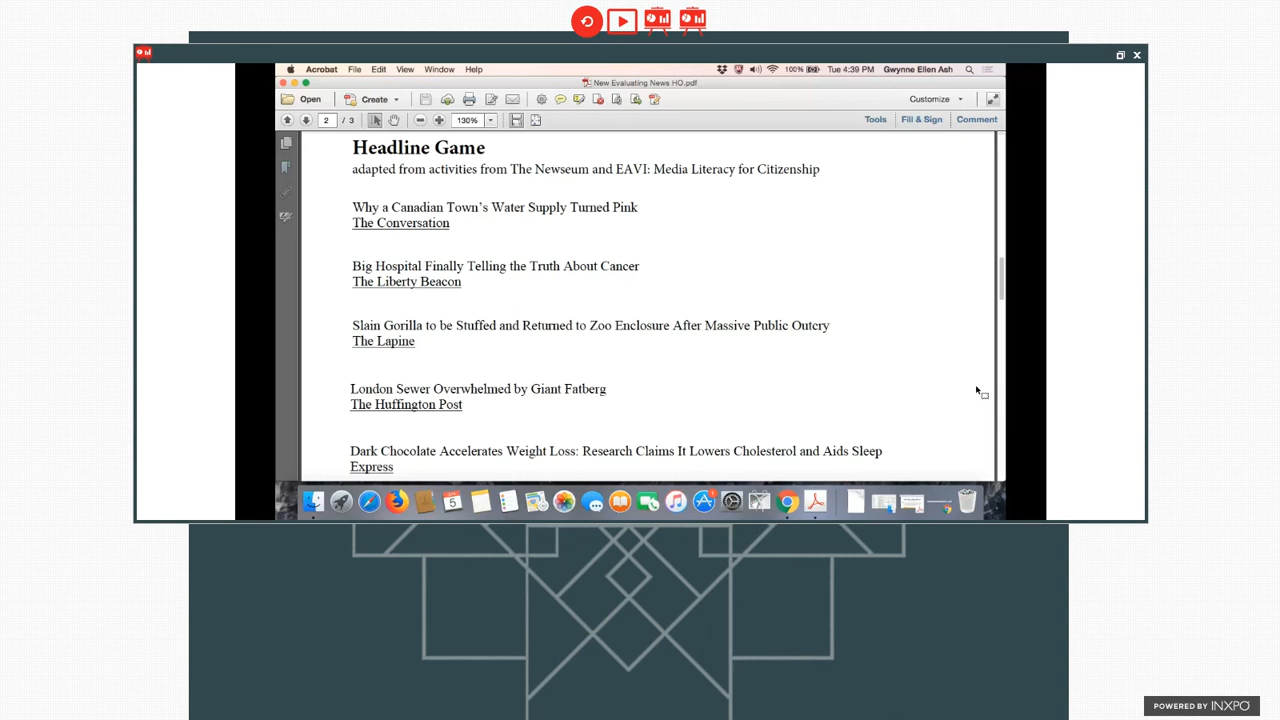 Acrobat File Edit View Window Help 100% Tue 4:39 PM Gwynne Ellen Ash
New Evaluating News HO.pdf
Open Create Customize
2 / 3 130% Tools Fill & Sign Comment
Headline Game
adapted from activities from The Newseum and EAVI: Media Literacy for Citizenship
Why a Canadian Town's Water Supply Turned Pink
The Conversation
Big Hospital Finally Telling the Truth About Cancer
The Liberty Beacon
Slain Gorilla to be Stuffed and Returned to Zoo Enclosure After Massive Public Outcry
The Lapine
London Sewer Overwhelmed by Giant Fatberg
The Huffington Post
Dark Chocolate Accelerates Weight Loss: Research Claims It Lowers Cholesterol and Aids Sleep
Express
5
POWERED BY INXPO